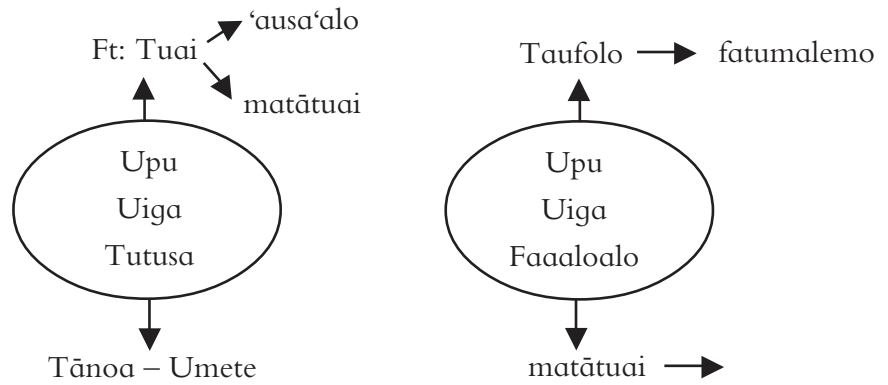 ‘ausa‘alo
Ft: Tuai
matātuai
Upu
Uiga
Tutusa
Tānoa – Umete
Taufolo
fatumalemo
Upu
Uiga
Faaaloalo
matātuai